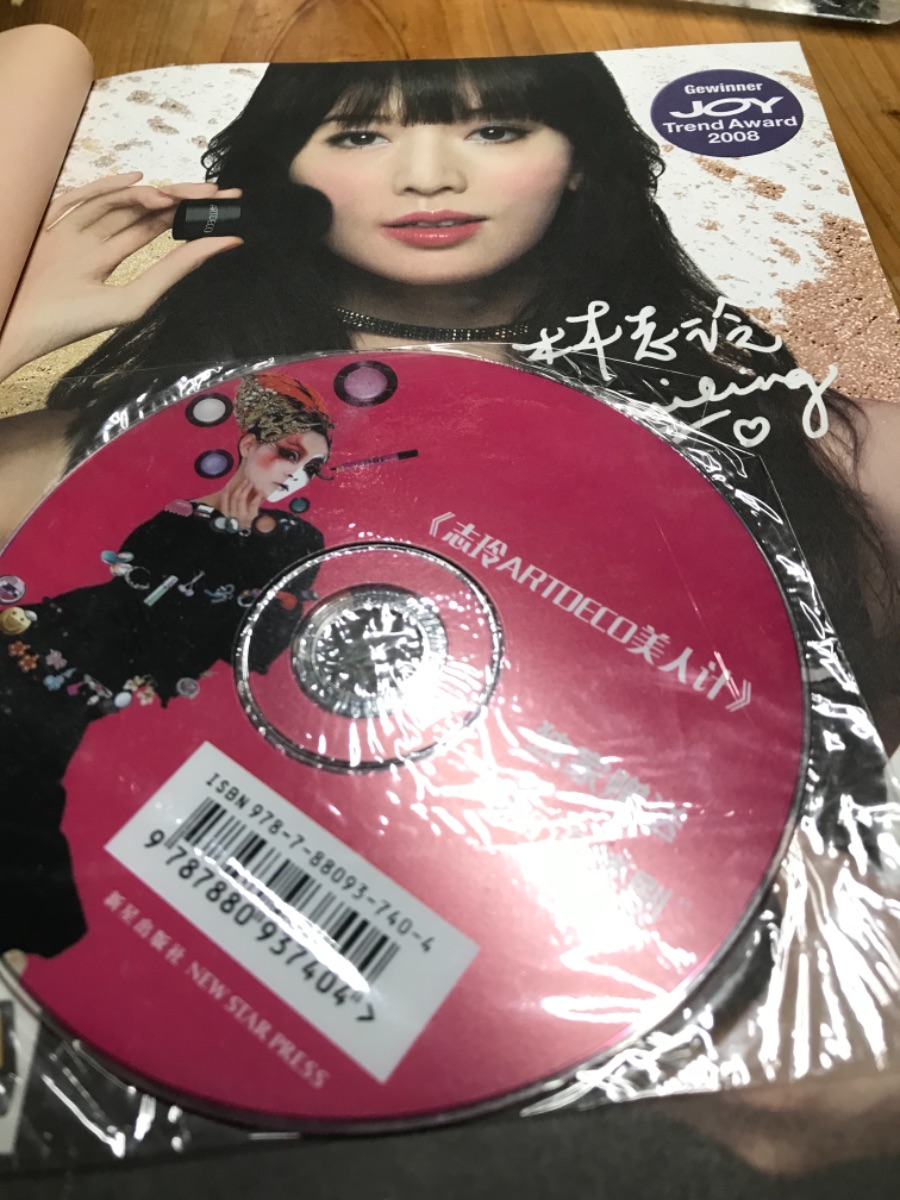 Gewinner
JOY
Trend Award
2008
ARTDECO
林志玲
《志玲ARTDECO美人计》
ISBN 978-7-88093-740-4
9 787880 937404 >
新星出版社 NEW STAR PRESS